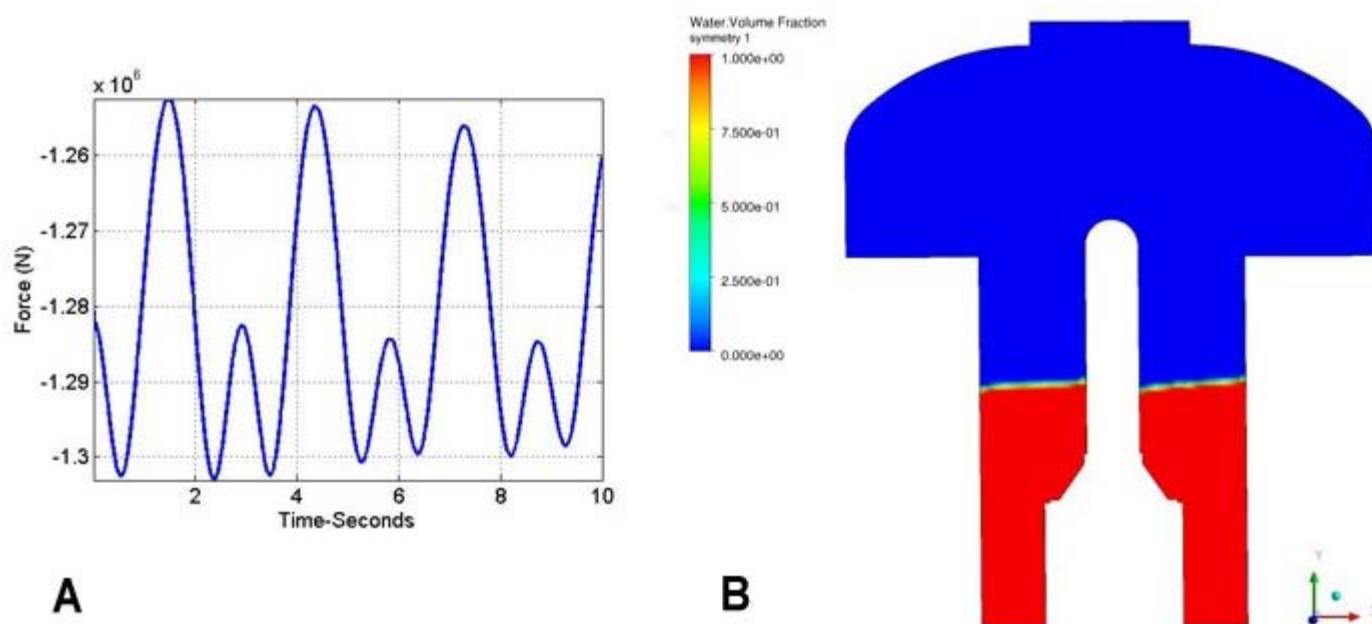 x 10⁶
-1.26
-1.27
-1.28
-1.29
-1.3
Force (N)
2
4
6
8
10
Time-Seconds
A
Water.Volume Fraction
symmetry 1
1.000e+00
7.500e-01
5.000e-01
2.500e-01
0.000e+00
Y
B